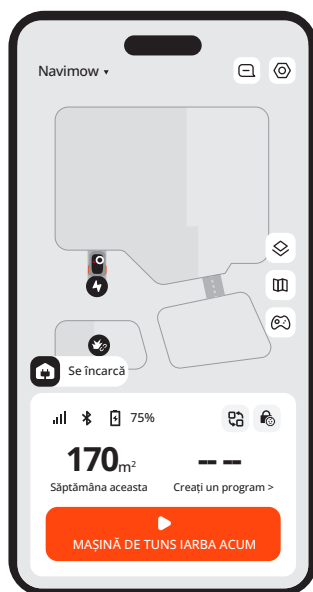 Navimow
Se încarcă
75%
170m²
-- --
Săptămâna aceasta
Creați un program >
MAȘINĂ DE TUNS IARBA ACUM